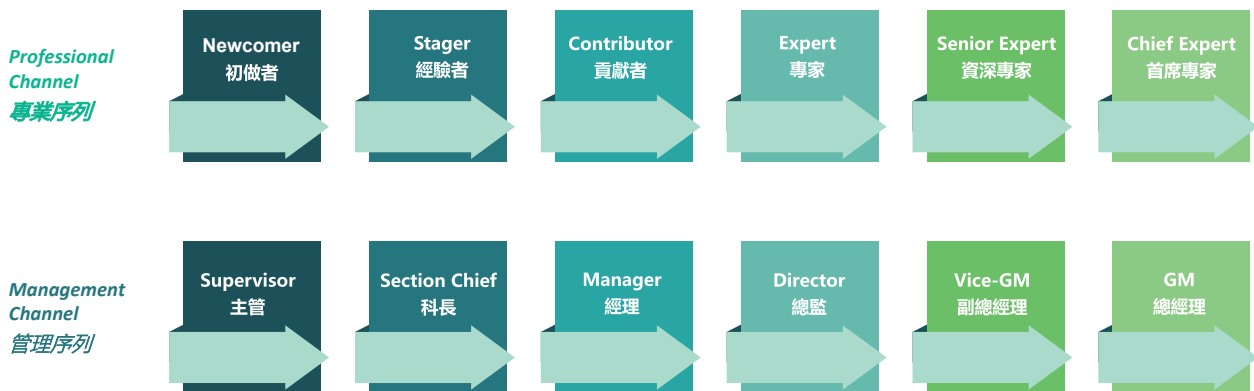 Professional
Channel
專業序列
Newcomer
初做者
Stager
經驗者
Contributor
貢獻者
Expert
專家
Senior Expert
資深專家
Chief Expert
首席專家
Management
Channel
管理序列
Supervisor
主管
Section Chief
科長
Manager
經理
Director
總監
Vice-GM
副總經理
GM
總經理